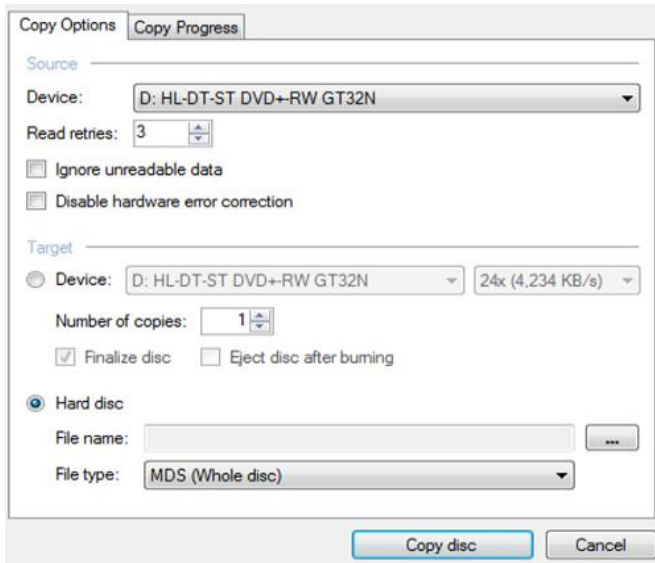 Copy Options Copy Progress
Source
Device: D: HL-DT-ST DVD+-RW GT32N
Read retries: 3
Ignore unreadable data
Disable hardware error correction
Target
Device: D: HL-DT-ST DVD+-RW GT32N 24x (4,234 KB/s)
Number of copies: 1
Finalize disc Eject disc after burning
Hard disc
File name: ...
File type: MDS (Whole disc)
Copy disc Cancel